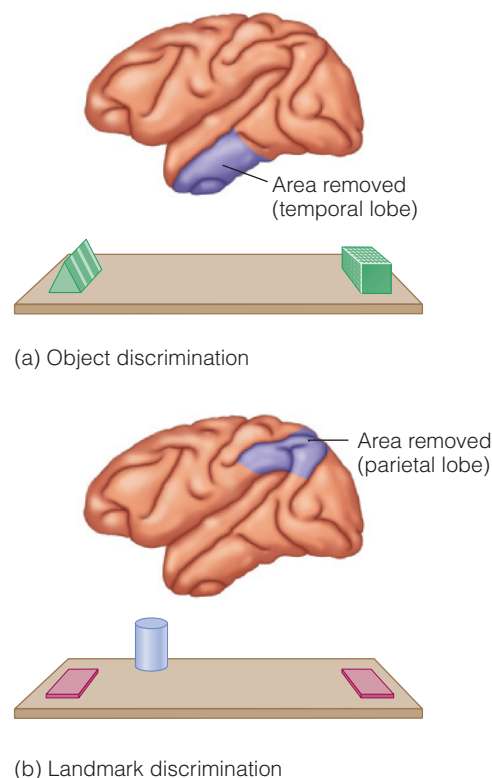 Area removed
(temporal lobe)
(a) Object discrimination
Area removed
(parietal lobe)
(b) Landmark discrimination